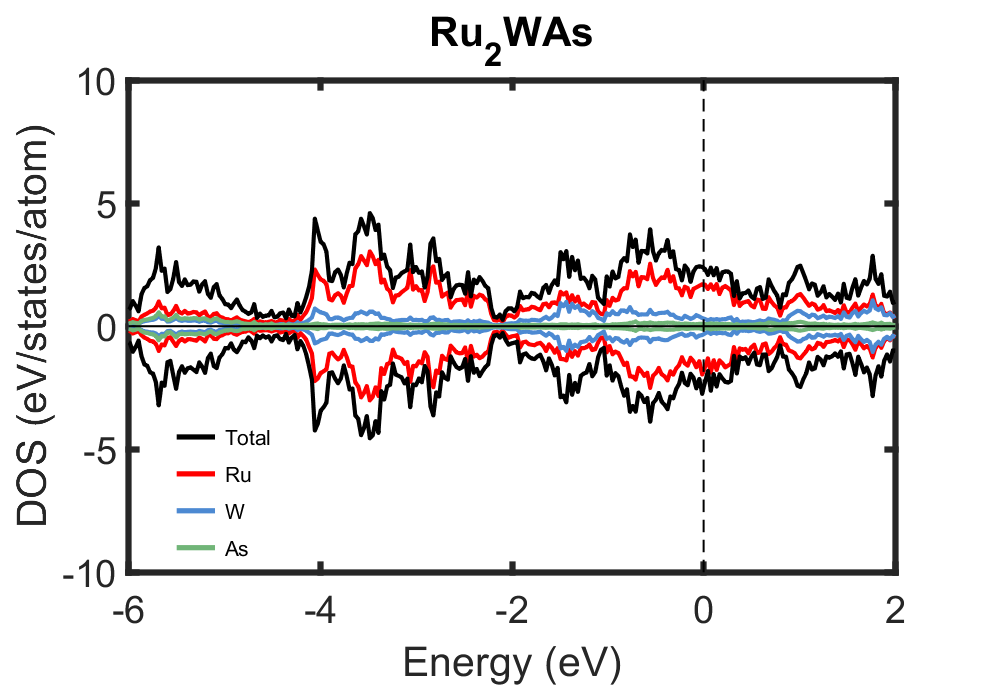 Ru2WAs
10
5
0
-5
-10
DOS (eV/states/atom)
Total
Ru
W
As
-6 -4 -2 0 2
Energy (eV)